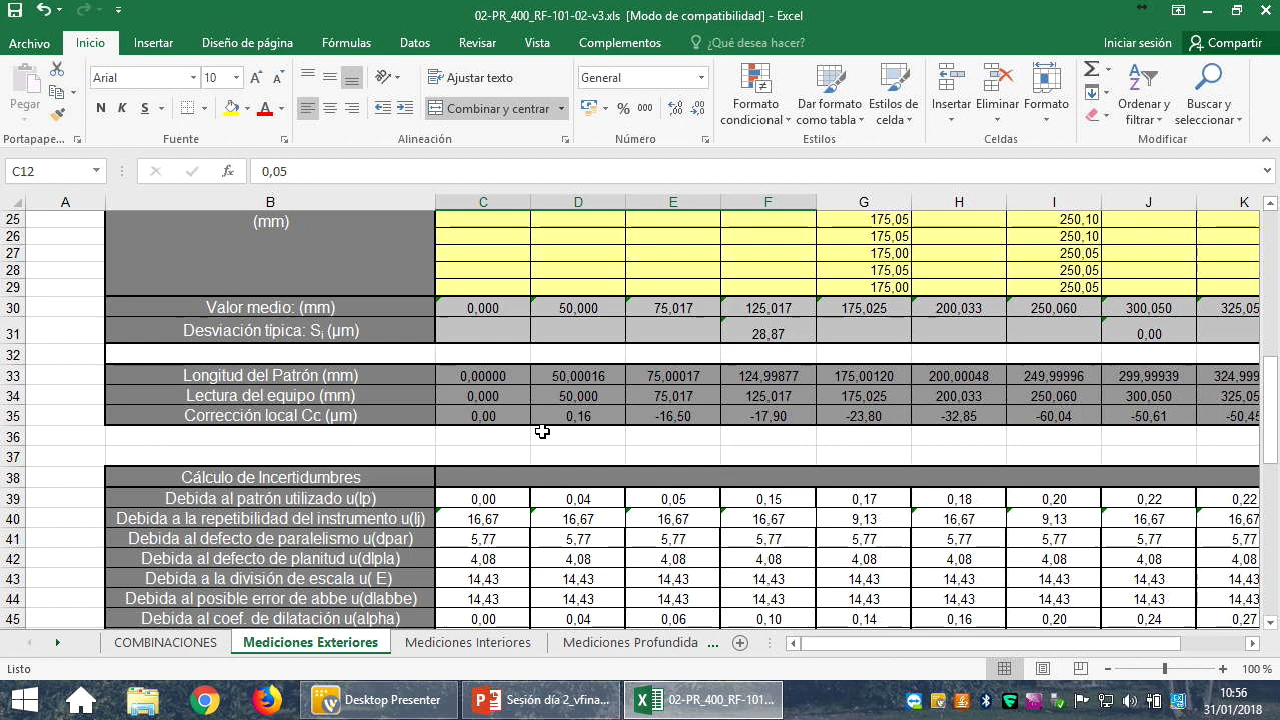 02-PR_400_RF-101-02-v3.xls [Modo de compatibilidad] - Excel
Archivo Inicio Insertar Diseño de página Fórmulas Datos Revisar Vista Complementos ¿Qué desea hacer? Iniciar sesión Compartir
Pegar
Arial 10
N K S
Ajustar texto
Combinar y centrar
General
% 000
Formato condicional
Dar formato como tabla
Estilos de celda
Insertar Elimi... Formato
Ordenar y filtrar
Buscar y seleccionar
Portapape... Fuente Alineación Número Estilos Celdas Modificar
C12 fx 0,05
A B C D E F G H I J K
25 (mm) 175,05 250,10
26 175,05 250,10
27 175,00 250,05
28 175,05 250,05
29 175,00 250,05
30 Valor medio: (mm) 0,000 50,000 75,017 125,017 175,025 200,033 250,060 300,050 325,05
31 Desviación típica: Si (µm) 28,87 0,00
32
33 Longitud del Patrón (mm) 0,00000 50,00016 75,00017 124,99877 175,00120 200,00048 249,99996 299,99939 324,999
34 Lectura del equipo (mm) 0,000 50,000 75,017 125,017 175,025 200,033 250,060 300,050 325,05
35 Corrección local Cc (µm) 0,00 0,16 -16,50 -17,90 -23,80 -32,85 -60,04 -50,61 -50,45
36
37
38 Cálculo de Incertidumbres
39 Debida al patrón utilizado u(lp) 0,00 0,04 0,05 0,15 0,17 0,18 0,20 0,22 0,22
40 Debida a la repetibilidad del instrumento u(lj) 16,67 16,67 16,67 16,67 9,13 16,67 9,13 16,67 16,67
41 Debida al defecto de paralelismo u(dpar) 5,77 5,77 5,77 5,77 5,77 5,77 5,77 5,77 5,77
42 Debida al defecto de planitud u(dlpla) 4,08 4,08 4,08 4,08 4,08 4,08 4,08 4,08 4,08
43 Debida a la división de escala u( E) 14,43 14,43 14,43 14,43 14,43 14,43 14,43 14,43 14,43
44 Debida al posible error de abbe u(dlabbe) 14,43 14,43 14,43 14,43 14,43 14,43 14,43 14,43 14,43
45 Debida al coef. de dilatación u(alpha) 0,00 0,04 0,06 0,10 0,14 0,16 0,20 0,24 0,27
COMBINACIONES Mediciones Exteriores Mediciones Interiores Mediciones Profundida ...
Listo 100 %
Desktop Presenter Sesión día 2_vfina... 02-PR_400_RF-101...
10:56
31/01/2018